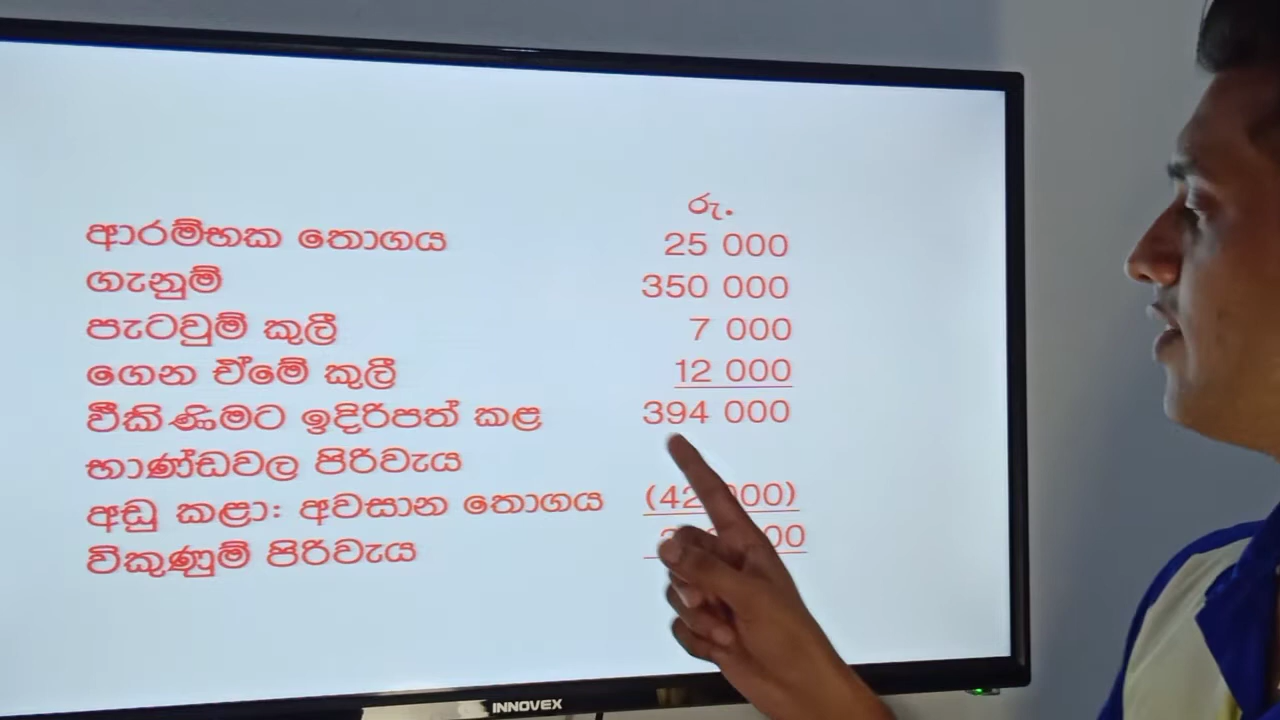 රු.
ආරම්භක තොගය 25 000
ගැනුම් 350 000
පැටවුම් කුලී 7 000
ගෙන ඒමේ කුලී 12 000
වීකිණිමට ඉදිරිපත් කළ 394 000
භාණ්ඩවල පිරිවැය
අඩු කළා: අවසාන තොගය
විකුණුම් පිරිවැය
INNOVEX